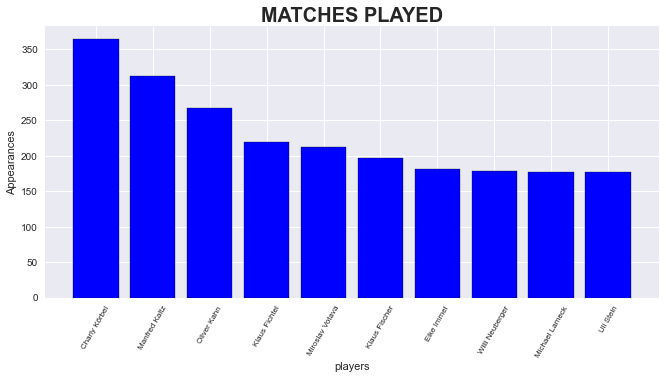 MATCHES PLAYED
Appearances
350
300
250
200
150
100
50
0
Charly Körbel
Manfred Kaltz
Oliver Kahn
Klaus Fichtel
Miroslav Votava
Klaus Fischer
Eike Immel
Willi Neuberger
Michael Lameck
Uli Stein
players